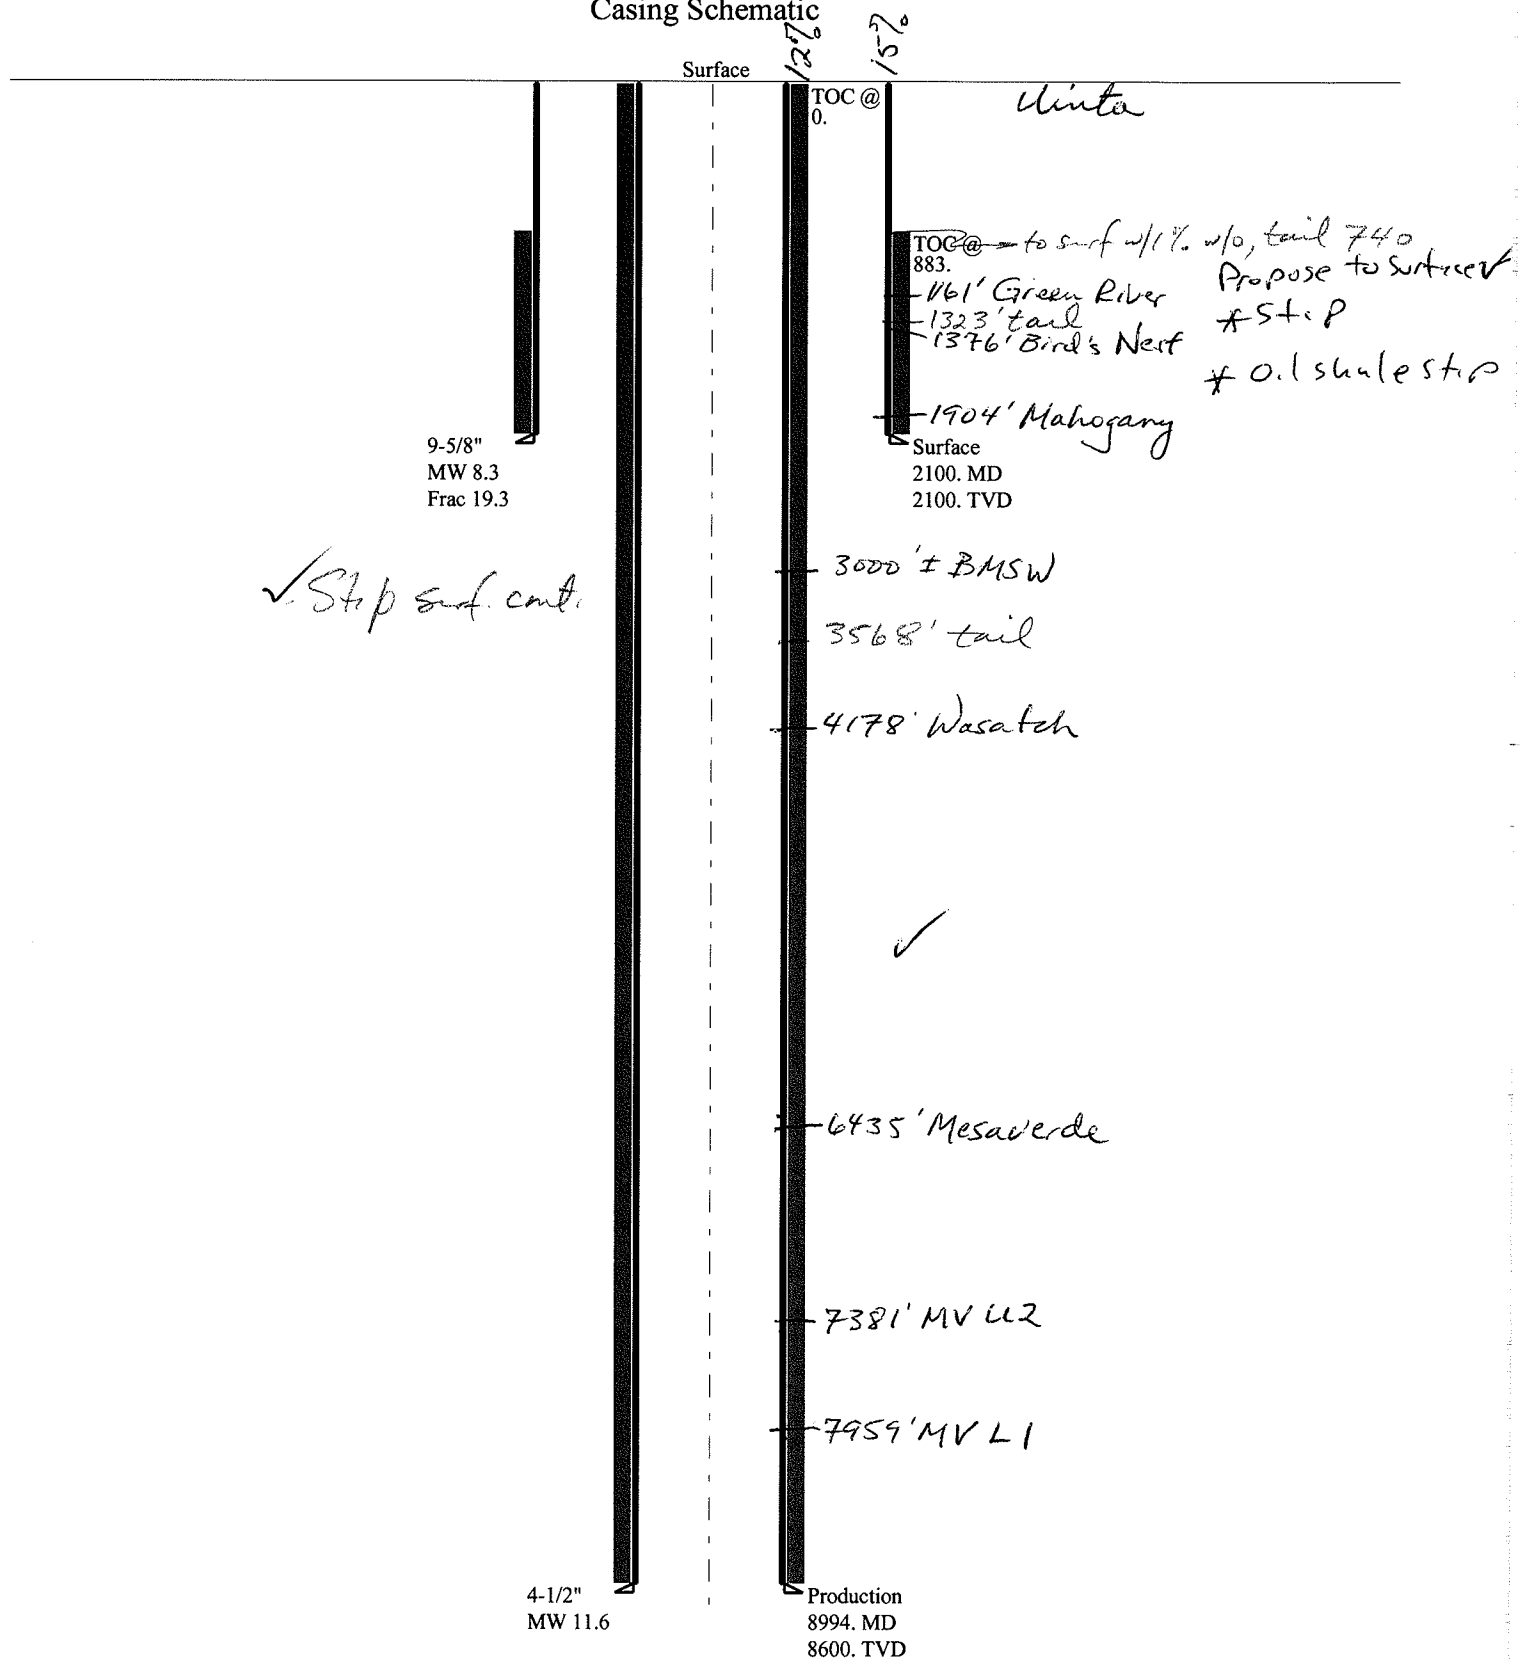 Casing Schematic
12%
15%
Surface
TOC @
0.
Uinta
TOC @ to surf w/1% w/o, tail 740
883.
Propose to surface ✓
1161' Green River
* Stip
1323' tail
1376' Bird's Nest
* Oil shale stip
1904' Mahogany
9-5/8"
MW 8.3
Frac 19.3
Surface
2100. MD
2100. TVD
3000' ± BMSW
✓ Stip surf. cmt.
3568' tail
4178' Wasatch
✓
6435' Mesaverde
7381' MV U2
7959' MV L1
4-1/2"
MW 11.6
Production
8994. MD
8600. TVD